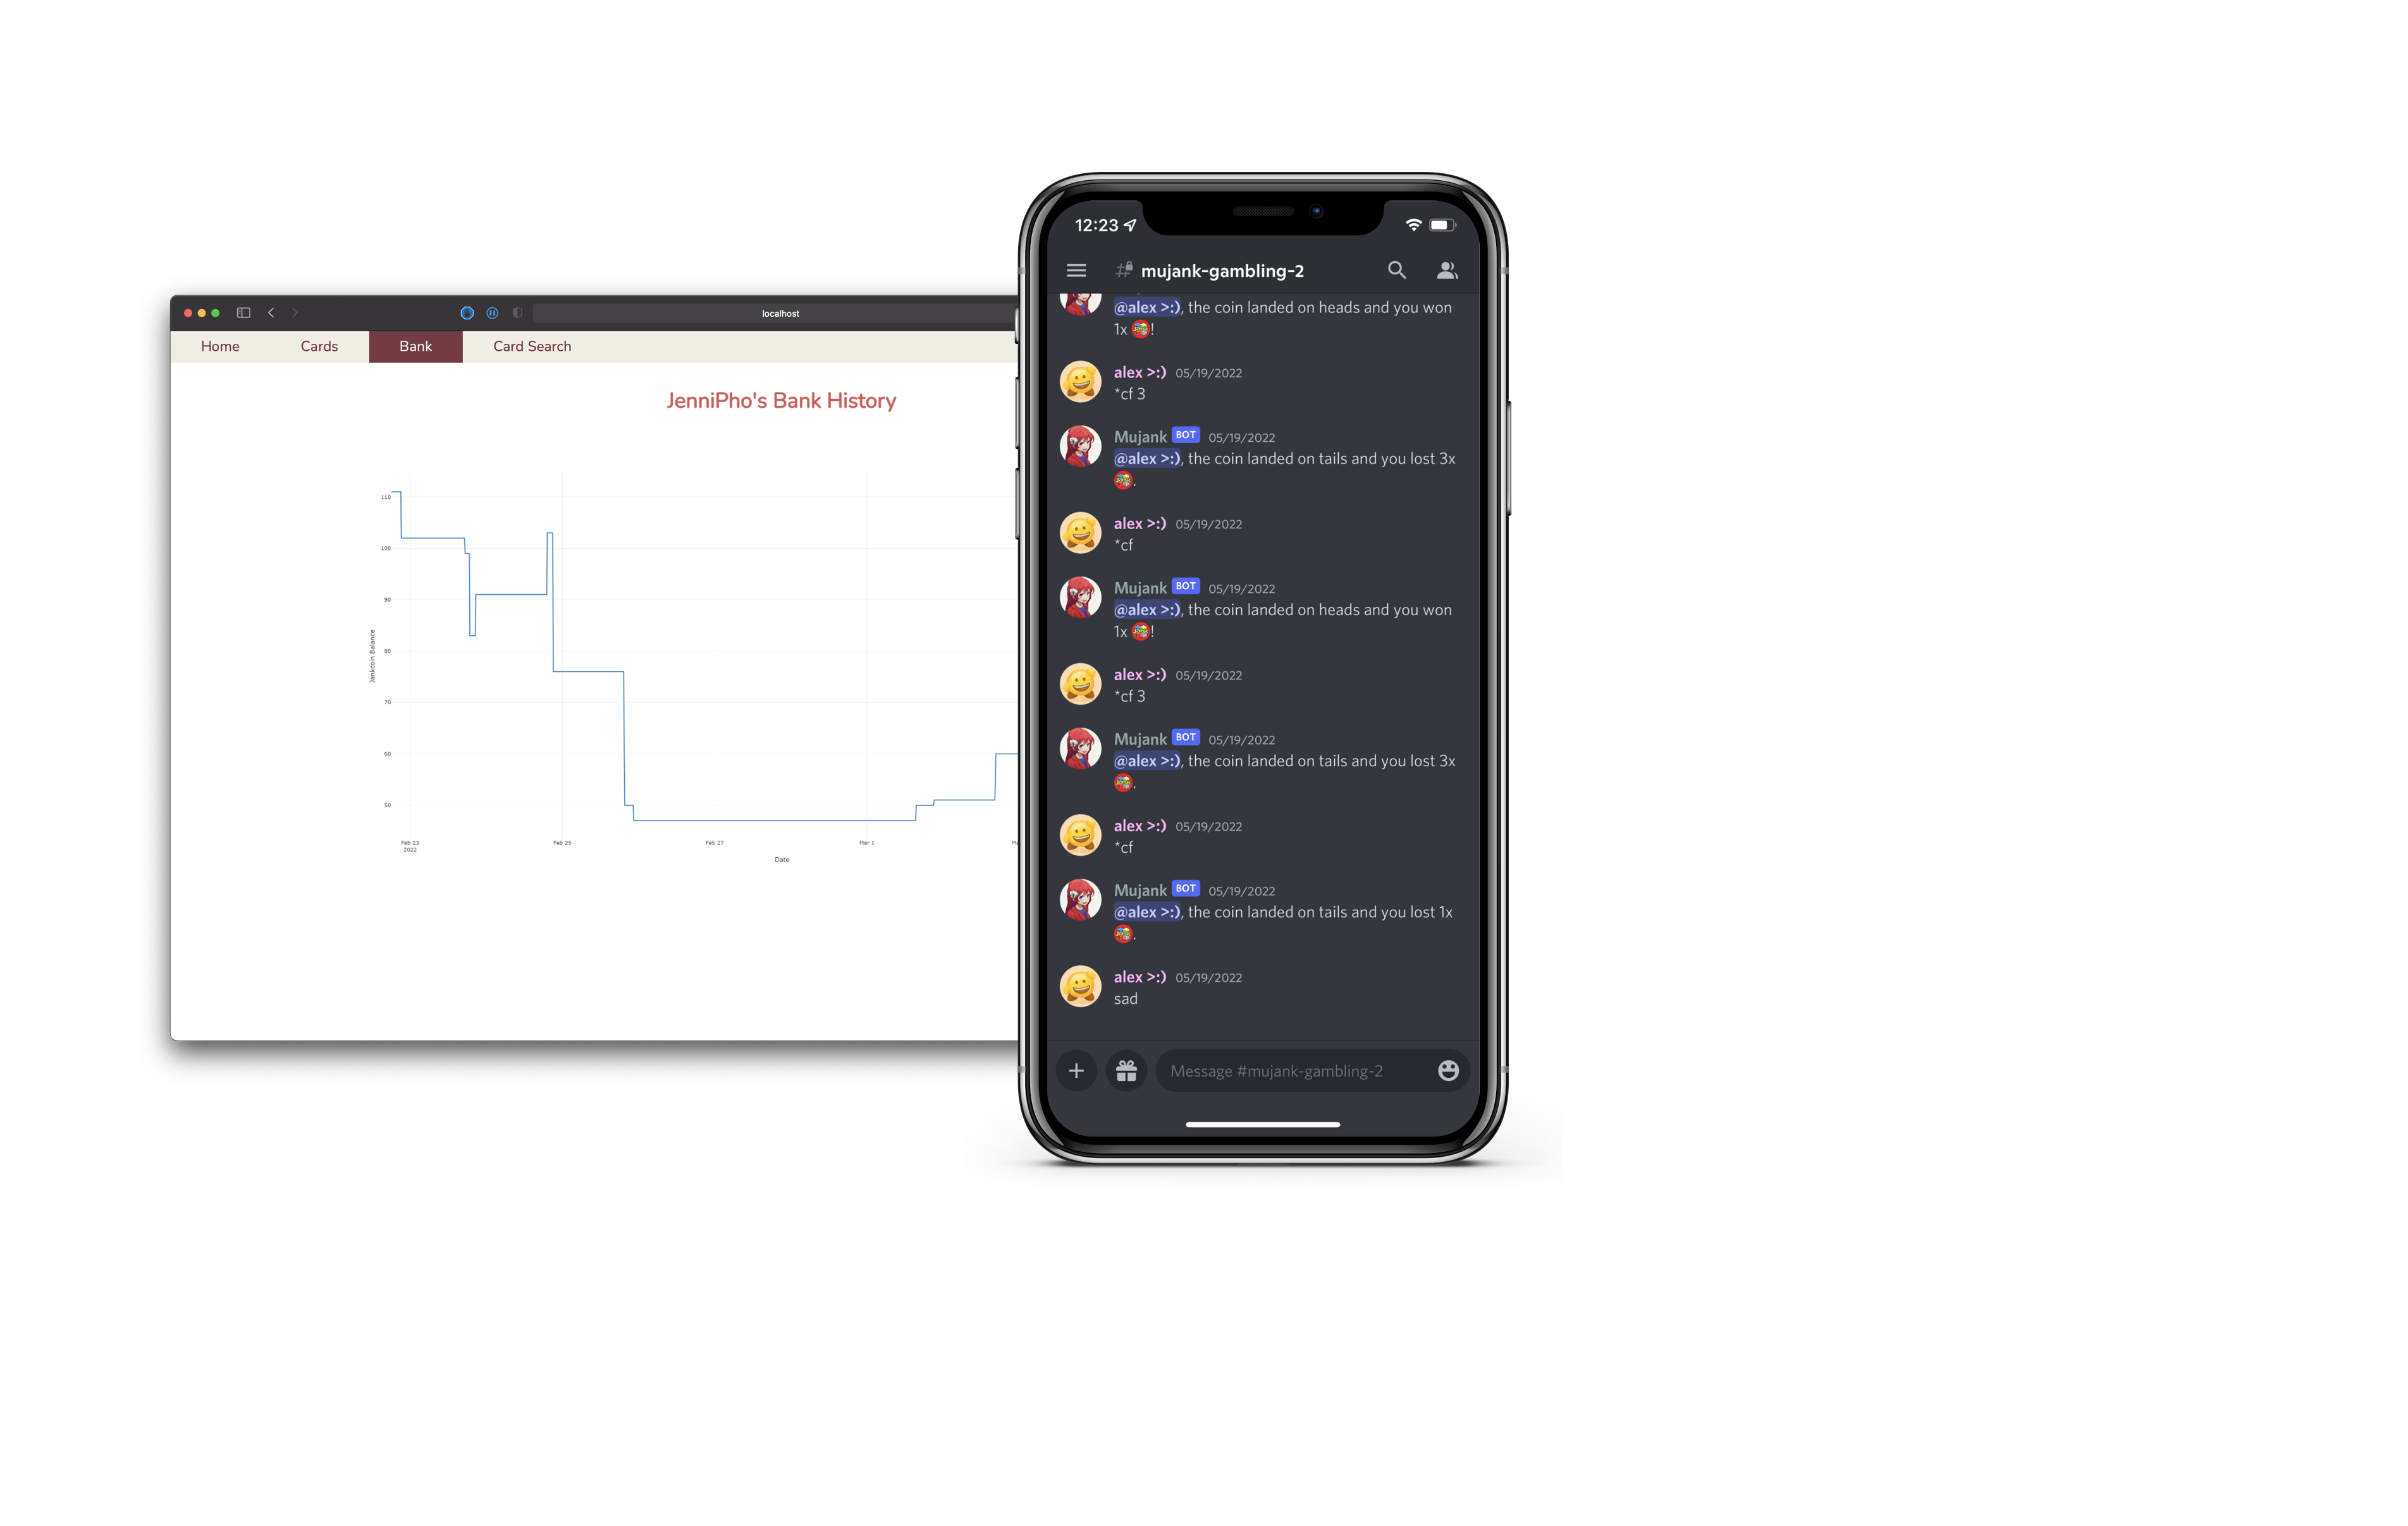 localhost
Home Cards Bank Card Search
JenniPho's Bank History
110
100
90
80
70
60
50
Jankcoin Balance
Feb 23
2022
Feb 25
Feb 27
Mar 1
Date
12:23
mujank-gambling-2
@alex >:), the coin landed on heads and you won
1x !
alex >:) 05/19/2022
*cf 3
Mujank BOT 05/19/2022
@alex >:), the coin landed on tails and you lost 3x
.
alex >:) 05/19/2022
*cf
Mujank BOT 05/19/2022
@alex >:), the coin landed on heads and you won
1x !
alex >:) 05/19/2022
*cf 3
Mujank BOT 05/19/2022
@alex >:), the coin landed on tails and you lost 3x
.
alex >:) 05/19/2022
*cf
Mujank BOT 05/19/2022
@alex >:), the coin landed on tails and you lost 1x
.
alex >:) 05/19/2022
sad
Message #mujank-gambling-2